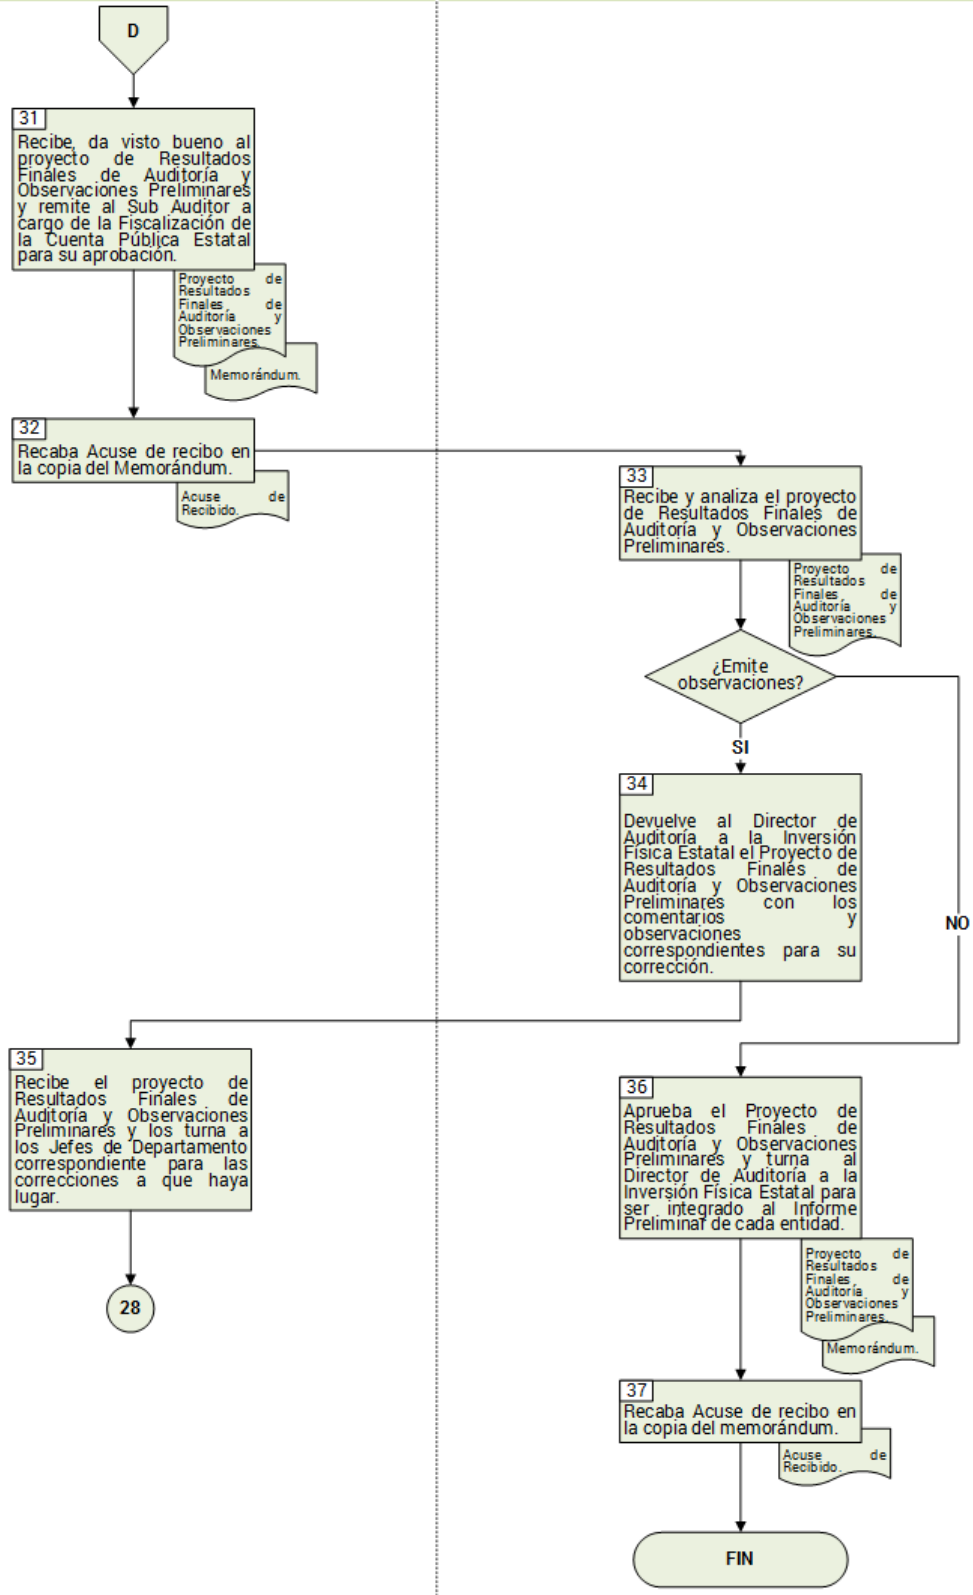 D
31
Recibe, da visto bueno al
proyecto de Resultados
Finales de Auditoría y
Observaciones Preliminares
y remite al Sub Auditor a
cargo de la Fiscalización de
la Cuenta Pública Estatal
para su aprobación.
Proyecto de
Resultados
Finales de
Auditoría y
Observaciones
Preliminares.
Memorándum.
32
Recaba Acuse de recibo en
la copia del Memorándum.
Acuse de
Recibido.
33
Recibe y analiza el proyecto
de Resultados Finales de
Auditoría y Observaciones
Preliminares.
Proyecto de
Resultados
Finales de
Auditoría y
Observaciones
Preliminares.
¿Emite
observaciones?
SI
NO
34
Devuelve al Director de
Auditoría a la Inversión
Física Estatal el Proyecto de
Resultados Finales de
Auditoría y Observaciones
Preliminares con los
comentarios y
observaciones
correspondientes para su
corrección.
35
Recibe el proyecto de
Resultados Finales de
Auditoría y Observaciones
Preliminares y los turna a
los Jefes de Departamento
correspondiente para las
correcciones a que haya
lugar.
28
36
Aprueba el Proyecto de
Resultados Finales de
Auditoría y Observaciones
Preliminares y turna al
Director de Auditoría a la
Inversión Física Estatal para
ser integrado al Informe
Preliminar de cada entidad.
Proyecto de
Resultados
Finales de
Auditoría y
Observaciones
Preliminares.
Memorándum.
37
Recaba Acuse de recibo en
la copia del memorándum.
Acuse de
Recibido.
FIN